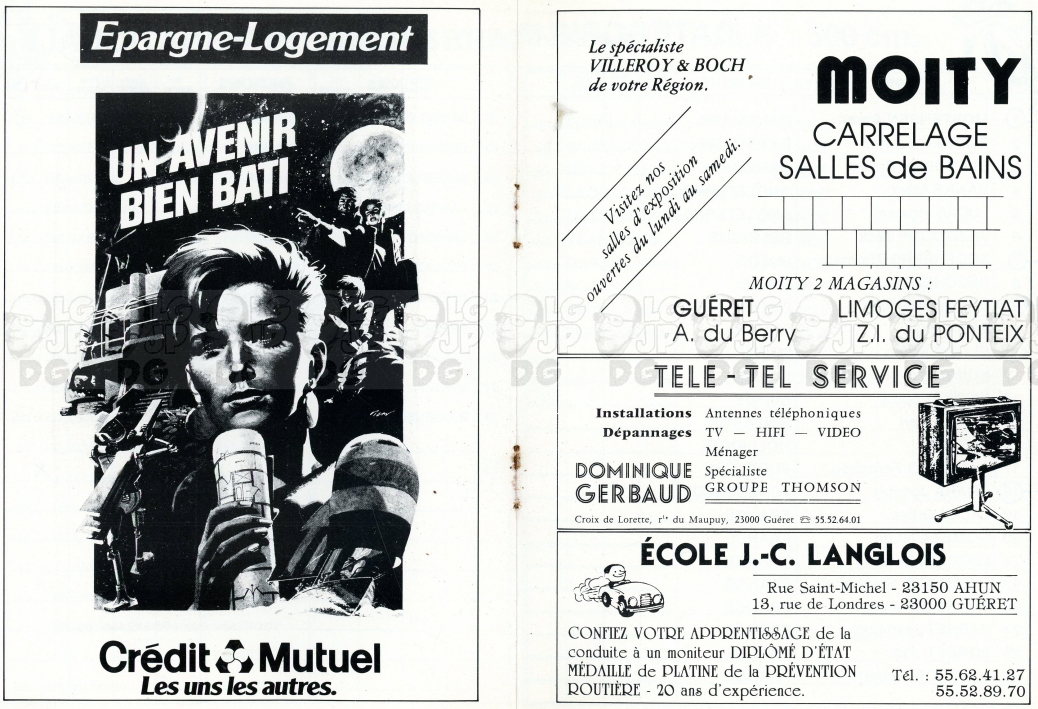 Epargne-Logement
UN AVENIR
BIEN BATI
Crédit Mutuel
Les uns les autres.
Le spécialiste
VILLEROY & BOCH
de votre Région.
MOITY
CARRELAGE
SALLES de BAINS
Visitez nos
salles d'exposition
ouvertes du lundi au samedi.
MOITY 2 MAGASINS :
GUÉRET LIMOGES FEYTIAT
A. du Berry Z.I. du PONTEIX
TELE - TEL SERVICE
Installations Antennes téléphoniques
Dépannages TV — HIFI — VIDEO
Ménager
DOMINIQUE Spécialiste
GERBAUD GROUPE THOMSON
Croix de Lorette, rte du Maupuy, 23000 Guéret ☎ 55.52.64.01
ÉCOLE J.-C. LANGLOIS
Rue Saint-Michel - 23150 AHUN
13, rue de Londres - 23000 GUÉRET
CONFIEZ VOTRE APPRENTISSAGE de la
conduite à un moniteur DIPLÔMÉ D'ÉTAT
MÉDAILLE de PLATINE de la PRÉVENTION
ROUTIÈRE - 20 ans d'expérience.
Tél. : 55.62.41.27
55.52.89.70
LG JP DG